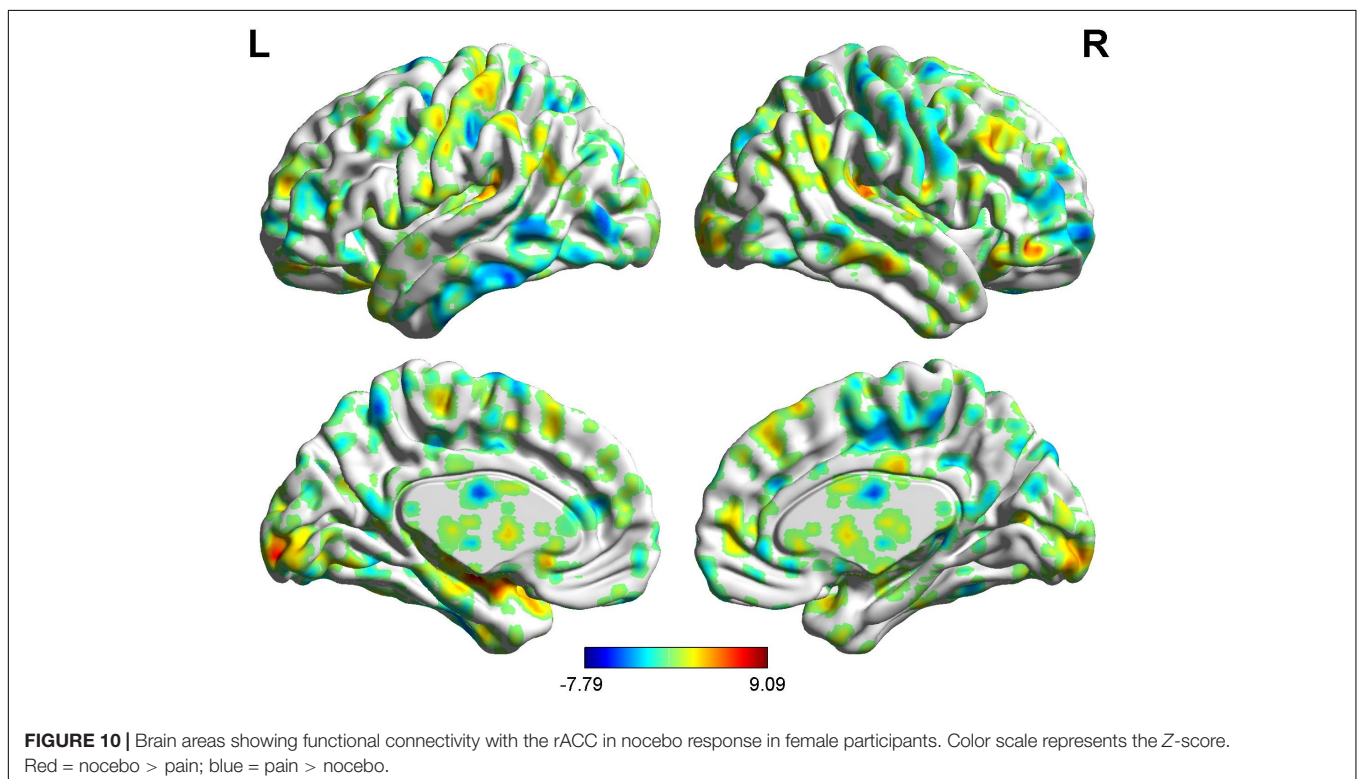 L R
-7.79 9.09
FIGURE 10 | Brain areas showing functional connectivity with the rACC in nocebo response in female participants. Color scale represents the Z-score.
Red = nocebo > pain; blue = pain > nocebo.